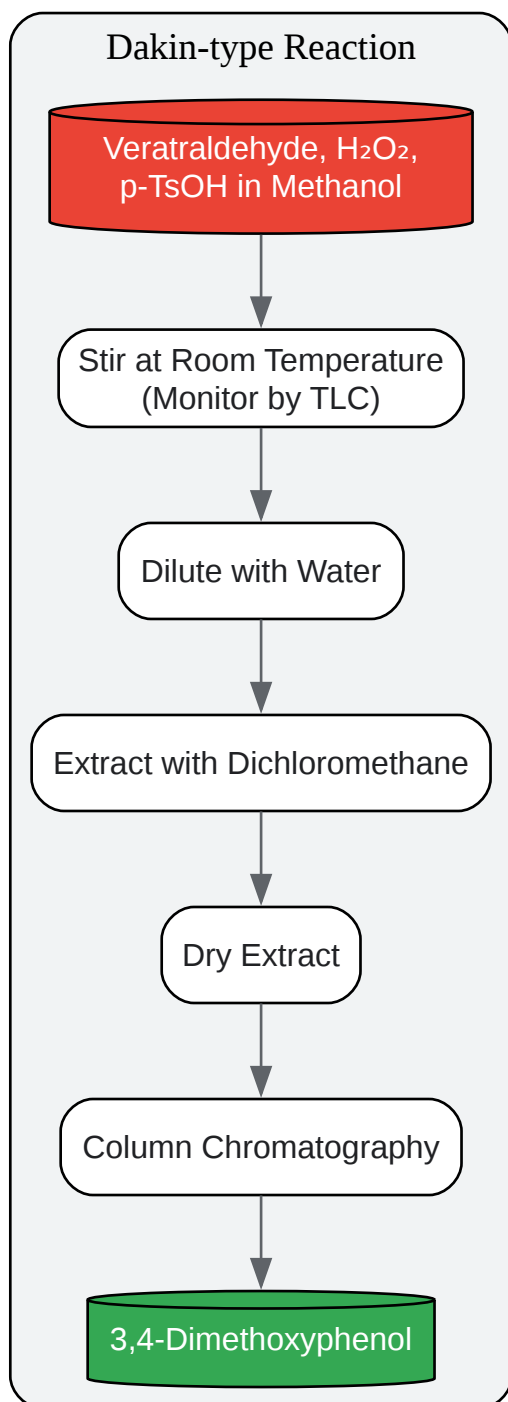 Dakin-type Reaction
Veratraldehyde, H₂O₂,
p-TsOH in Methanol
Stir at Room Temperature
(Monitor by TLC)
Dilute with Water
Extract with Dichloromethane
Dry Extract
Column Chromatography
3,4-Dimethoxyphenol